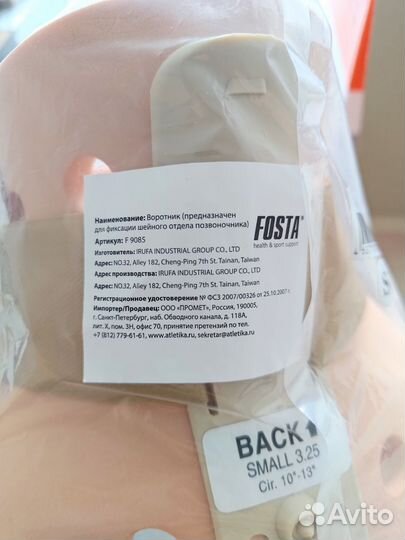 Наименование: Воротник (предназначен
для фиксации шейного отдела позвоночника)
Артикул: F 9085
Изготовитель: IRUFA INDUSTRIAL GROUP CO., LTD
Адрес: NO.32, Alley 182, Cheng-Ping 7th St. Tainan, Taiwan
Адрес производства: IRUFA INDUSTRIAL GROUP CO., LTD
Адрес: NO.32, Alley 182, Cheng-Ping 7th St. Tainan, Taiwan
Регистрационное удостоверение № ФСЗ 2007/00326 от 25.10.2007 г.
Импортер/Продавец: ООО «ПРОМЕТ», Россия, 190005,
г. Санкт-Петербург, наб. Обводного канала, д. 118А,
лит. Х, пом. 3Н, офис 70, принятие претензий по тел.
+7 (812) 779-61-61, www.atletika.ru, sekretar@atletika.ru
FOSTA
health & sport support
BACK
SMALL 3.25
Cir. 10"-13"
Avito